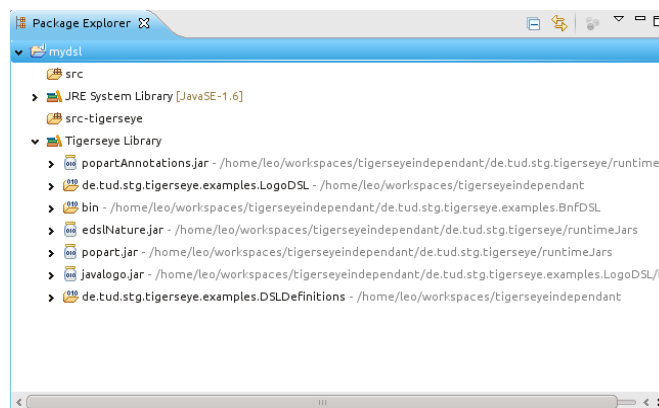 Package Explorer
mydsl
src
JRE System Library [JavaSE-1.6]
src-tigerseye
Tigerseye Library
popartAnnotations.jar - /home/leo/workspaces/tigerseyeindependant/de.tud.stg.tigerseye/runtime
de.tud.stg.tigerseye.examples.LogoDSL - /home/leo/workspaces/tigerseyeindependant
bin - /home/leo/workspaces/tigerseyeindependant/de.tud.stg.tigerseye.examples.BnfDSL
edslNature.jar - /home/leo/workspaces/tigerseyeindependant/de.tud.stg.tigerseye/runtimeJars
popart.jar - /home/leo/workspaces/tigerseyeindependant/de.tud.stg.tigerseye/runtimeJars
javalogo.jar - /home/leo/workspaces/tigerseyeindependant/de.tud.stg.tigerseye.examples.LogoDSL/
de.tud.stg.tigerseye.examples.DSLDefinitions - /home/leo/workspaces/tigerseyeindependant